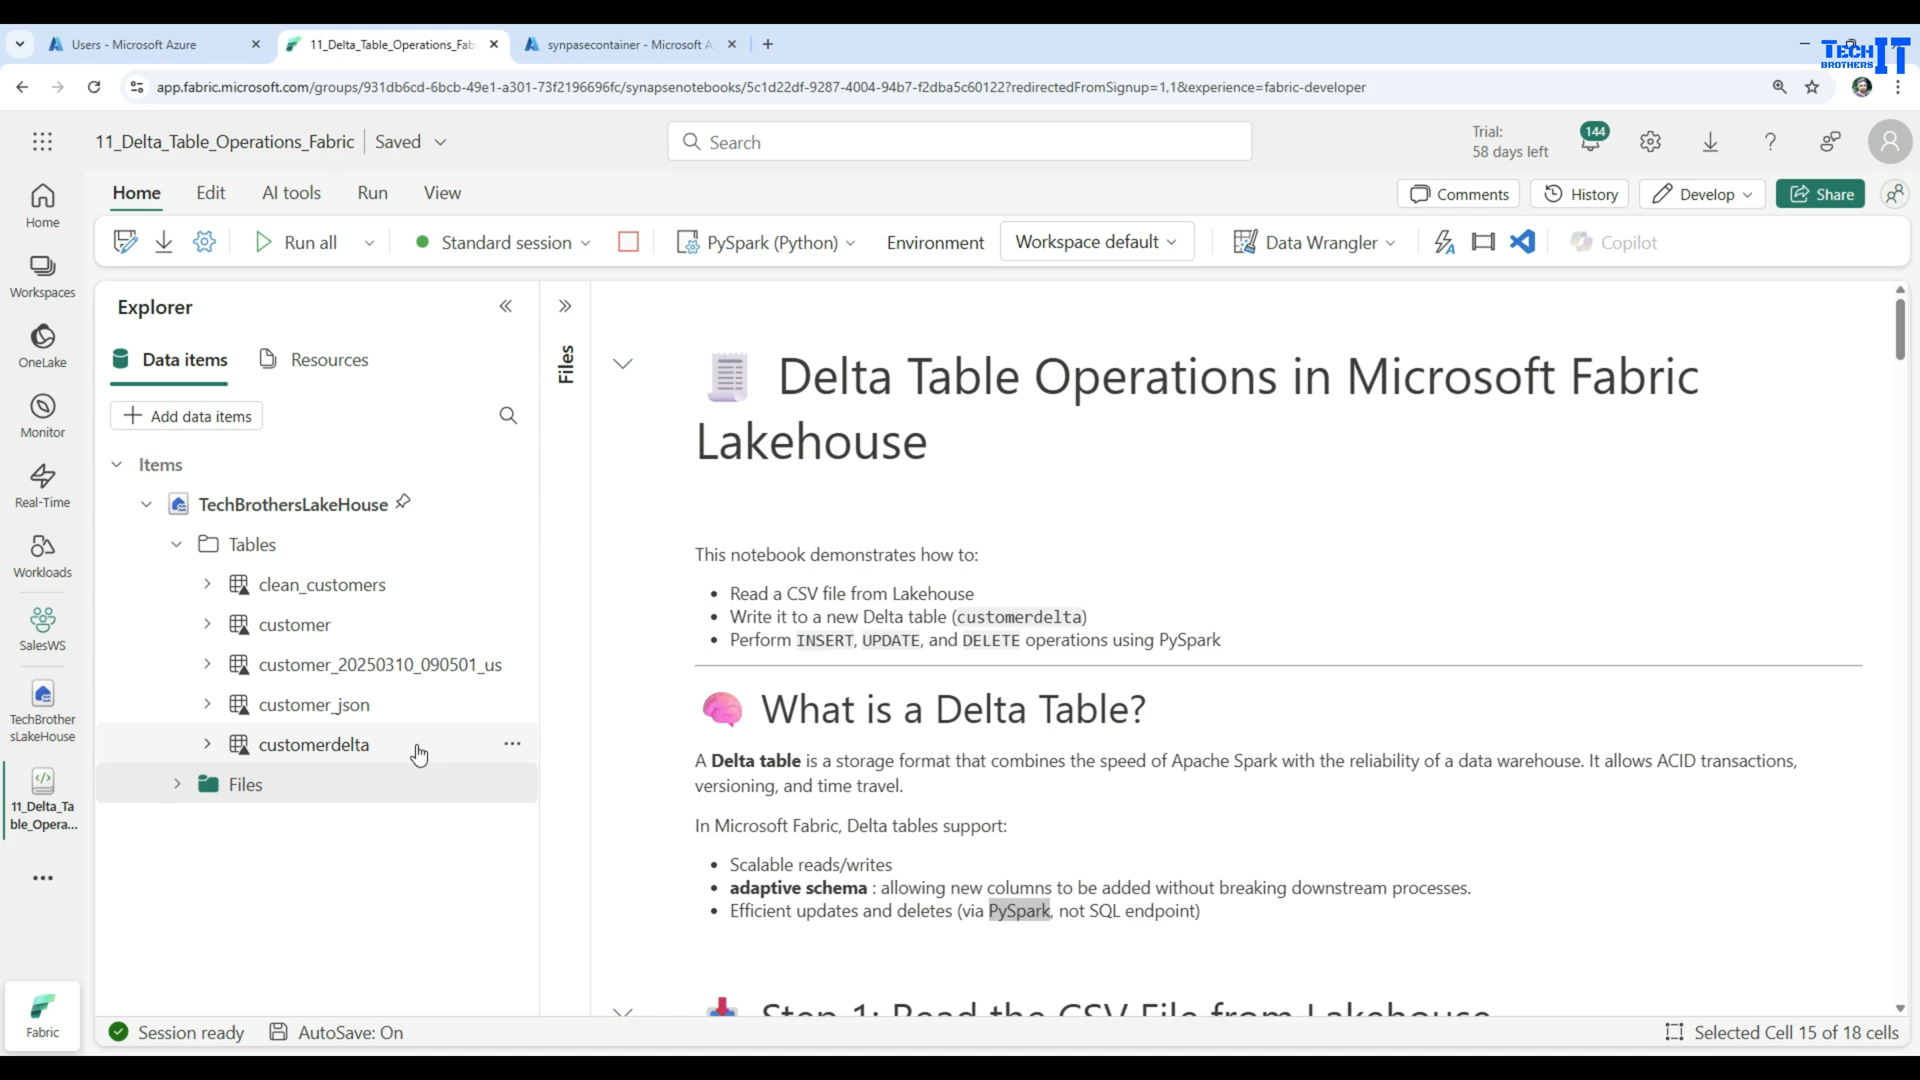 Users - Microsoft Azure
11_Delta_Table_Operations_Fab
synpasecontainer - Microsoft A
TECH IT
BROTHERS
app.fabric.microsoft.com/groups/931db6cd-6bcb-49e1-a301-73f2196696fc/synapsenotebooks/5c1d22df-9287-4004-94b7-f2dba5c60122?redirectedFromSignup=1,1&experience=fabric-developer
11_Delta_Table_Operations_Fabric
Saved
Search
Trial:
58 days left
144
Home
Edit
AI tools
Run
View
Comments
History
Develop
Share
Run all
Standard session
PySpark (Python)
Environment
Workspace default
Data Wrangler
Copilot
Home
Workspaces
OneLake
Monitor
Real-Time
Workloads
SalesWS
TechBrother
sLakeHouse
11_Delta_Ta
ble_Opera...
Fabric
Explorer
Data items
Resources
Add data items
Items
TechBrothersLakeHouse
Tables
clean_customers
customer
customer_20250310_090501_us
customer_json
customerdelta
Files
Files
Delta Table Operations in Microsoft Fabric
Lakehouse
This notebook demonstrates how to:
• Read a CSV file from Lakehouse
• Write it to a new Delta table (customerdelta)
• Perform INSERT, UPDATE, and DELETE operations using PySpark
What is a Delta Table?
A Delta table is a storage format that combines the speed of Apache Spark with the reliability of a data warehouse. It allows ACID transactions,
versioning, and time travel.
In Microsoft Fabric, Delta tables support:
• Scalable reads/writes
• adaptive schema : allowing new columns to be added without breaking downstream processes.
• Efficient updates and deletes (via PySpark, not SQL endpoint)
Step 1: Read the CSV File from Lakehouse
Session ready
AutoSave: On
Selected Cell 15 of 18 cells